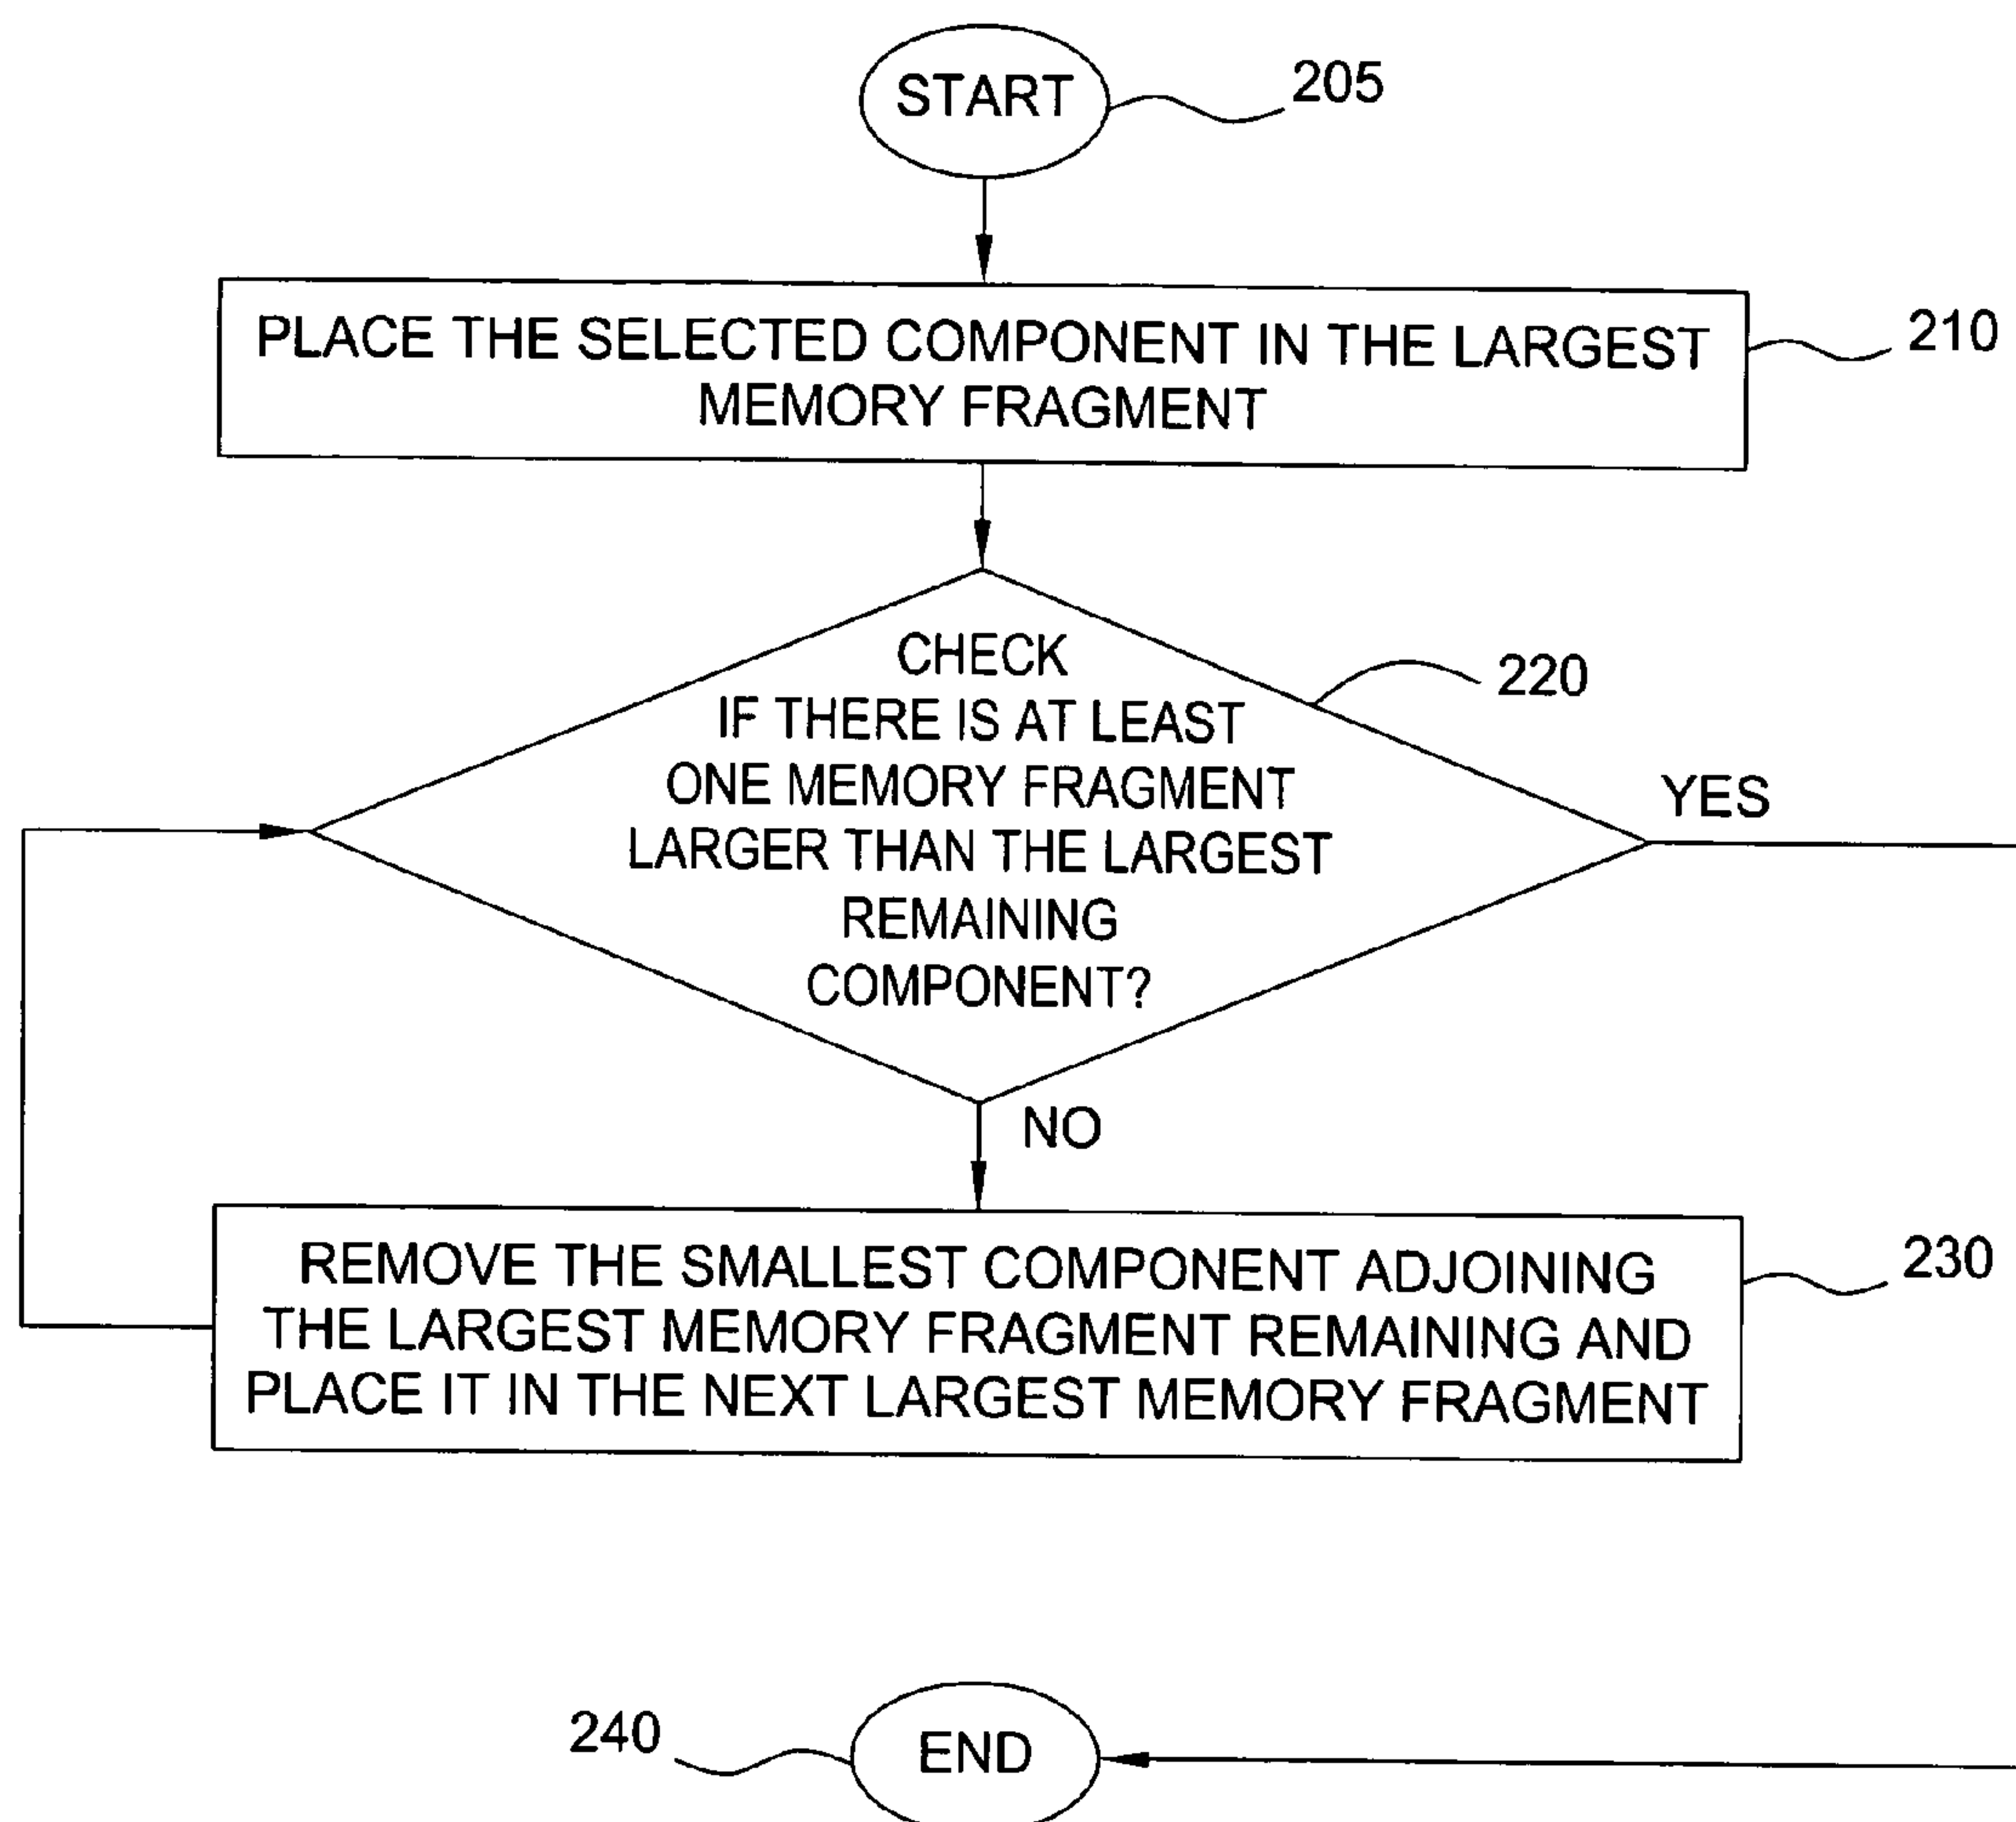 START
205
PLACE THE SELECTED COMPONENT IN THE LARGEST
MEMORY FRAGMENT
210
CHECK
IF THERE IS AT LEAST
ONE MEMORY FRAGMENT
LARGER THAN THE LARGEST
REMAINING
COMPONENT?
220
YES
NO
REMOVE THE SMALLEST COMPONENT ADJOINING
THE LARGEST MEMORY FRAGMENT REMAINING AND
PLACE IT IN THE NEXT LARGEST MEMORY FRAGMENT
230
240
END